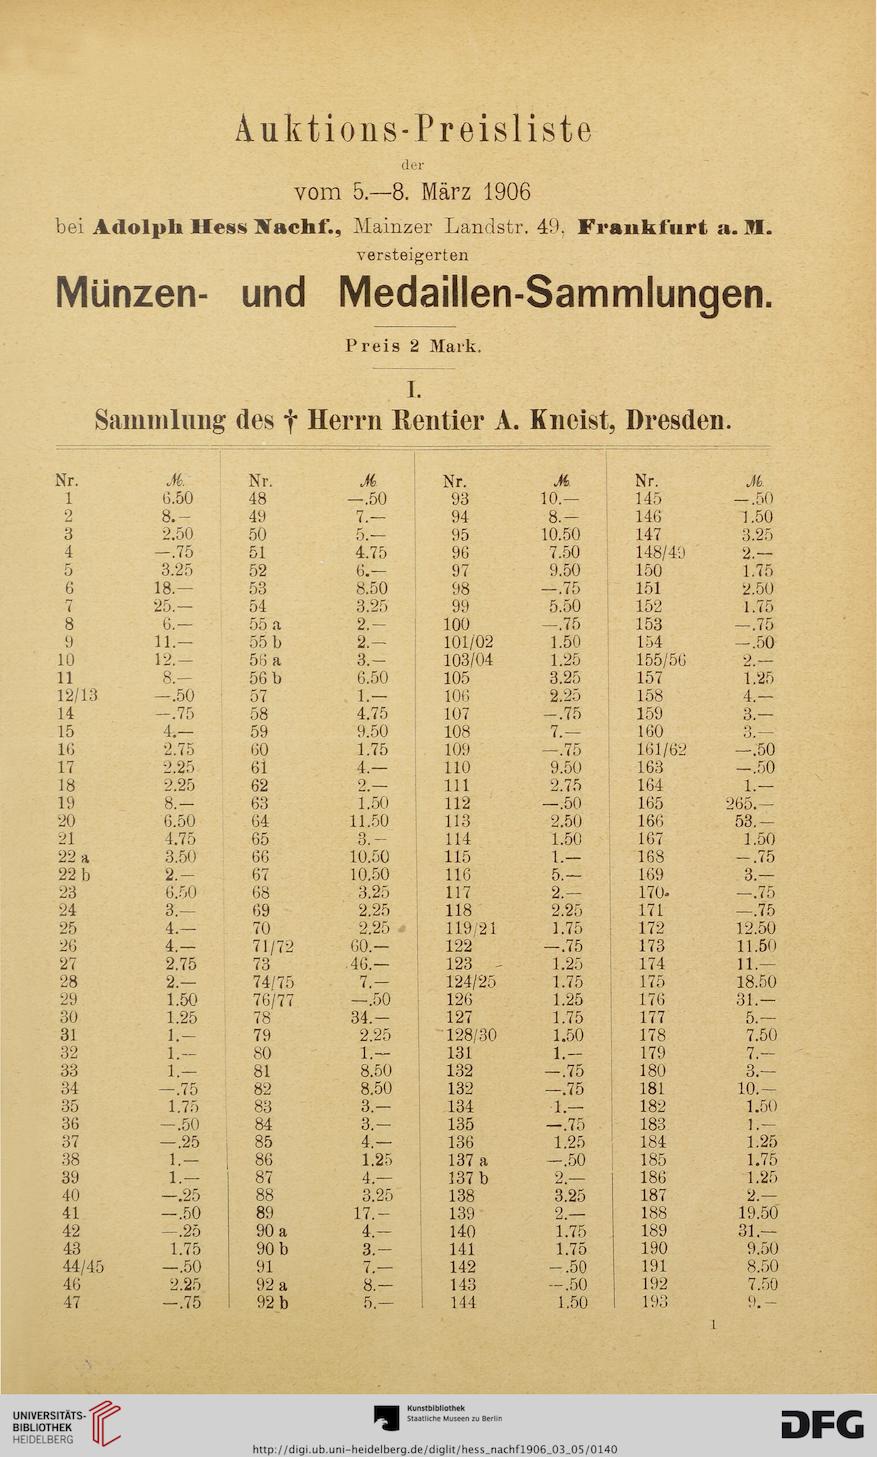 Auktions-Preisliste
der
vom 5.—8. März 1906
bei Adolph Hess Nachf., Mainzer Landstr. 49, Frankfurt a. M.
versteigerten
Münzen- und Medaillen-Sammlungen.
Preis 2 Mark.
I.
Sammlung des † Herrn Rentier A. Kneist, Dresden.
Nr. M. Nr. M. Nr. M. Nr. M.
1 6.50 48 —.50 93 10.— 145 —.50
2 8.— 49 7.— 94 8.— 146 1.50
3 2.50 50 5.— 95 10.50 147 3.25
4 —.75 51 4.75 96 7.50 148/49 2.—
5 3.25 52 6.— 97 9.50 150 1.75
6 18.— 53 8.50 98 —.75 151 2.50
7 25.— 54 3.25 99 5.50 152 1.75
8 6.— 55 a 2.— 100 —.75 153 —.75
9 11.— 55 b 2.— 101/02 1.50 154 —.50
10 12.— 56 a 3.— 103/04 1.25 155/56 2.—
11 8.— 56 b 6.50 105 3.25 157 1.25
12/13 —.50 57 1.— 106 2.25 158 4.—
14 —.75 58 4.75 107 —.75 159 3.—
15 4.— 59 9.50 108 7.— 160 3.—
16 2.75 60 1.75 109 —.75 161/62 —.50
17 2.25 61 4.— 110 9.50 163 —.50
18 2.25 62 2.— 111 2.75 164 1.—
19 8.— 63 1.50 112 —.50 165 265.—
20 6.50 64 11.50 113 2.50 166 53.—
21 4.75 65 3.— 114 1.50 167 1.50
22 a 3.50 66 10.50 115 1.— 168 —.75
22 b 2.— 67 10.50 116 5.— 169 3.—
23 6.50 68 3.25 117 2.— 170 —.75
24 3.— 69 2.25 118 2.25 171 —.75
25 4.— 70 2.25 119/21 1.75 172 12.50
26 4.— 71/72 60.— 122 —.75 173 11.50
27 2.75 73 46.— 123 1.25 174 11.—
28 2.— 74/75 7.— 124/25 1.75 175 18.50
29 1.50 76/77 —.50 126 1.25 176 31.—
30 1.25 78 34.— 127 1.75 177 5.—
31 1.— 79 2.25 128/30 1.50 178 7.50
32 1.— 80 1.— 131 1.— 179 7.—
33 1.— 81 8.50 132 —.75 180 3.—
34 —.75 82 8.50 132 —.75 181 10.—
35 1.75 83 3.— 134 1.— 182 1.50
36 —.50 84 3.— 135 —.75 183 1.—
37 —.25 85 4.— 136 1.25 184 1.25
38 1.— 86 1.25 137 a —.50 185 1.75
39 1.— 87 4.— 137 b 2.— 186 1.25
40 —.25 88 3.25 138 3.25 187 2.—
41 —.50 89 17.— 139 2.— 188 19.50
42 —.25 90 a 4.— 140 1.75 189 31.—
43 1.75 90 b 3.— 141 1.75 190 9.50
44/45 —.50 91 7.— 142 —.50 191 8.50
46 2.25 92 a 8.— 143 —.50 192 7.50
47 —.75 92 b 5.— 144 1.50 193 9.—
1
UNIVERSITÄTS-
BIBLIOTHEK
HEIDELBERG
Kunstbibliothek
Staatliche Museen zu Berlin
DFG
http://digi.ub.uni-heidelberg.de/diglit/hess_nachf1906_03_05/0140